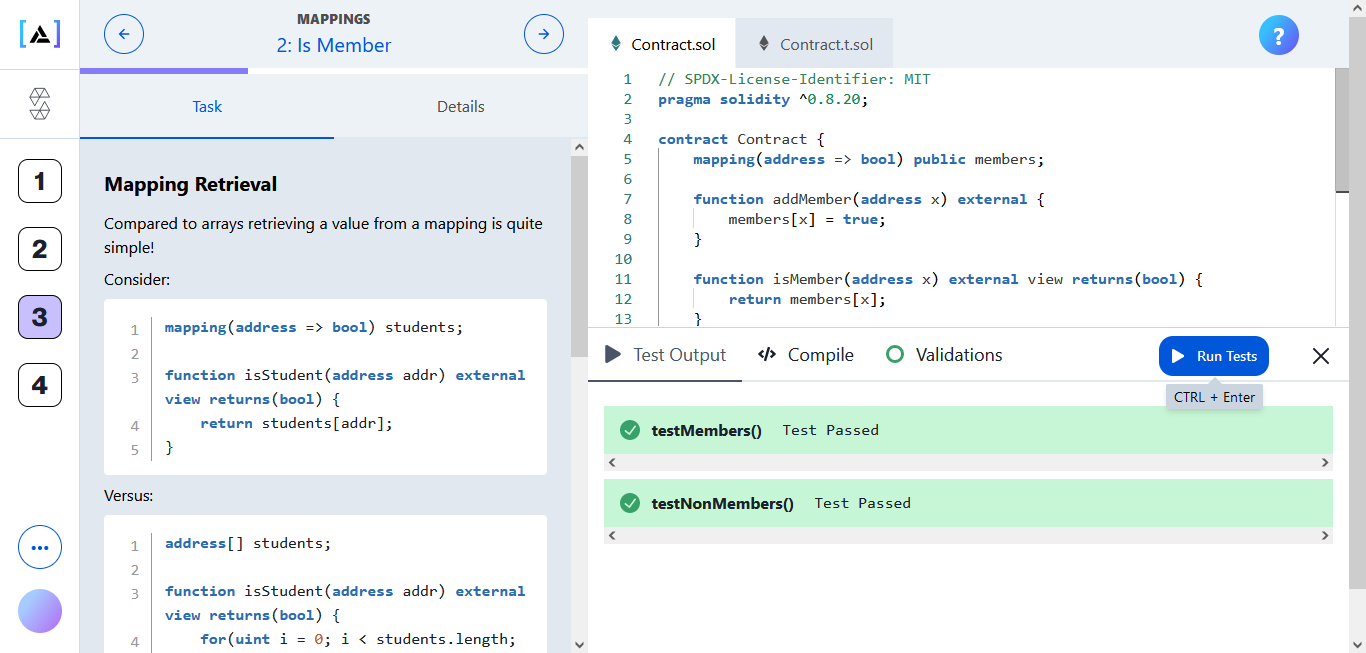 MAPPINGS
2: Is Member
Task
Details
1
2
3
4
Mapping Retrieval
Compared to arrays retrieving a value from a mapping is quite
simple!
Consider:
1 mapping(address => bool) students;
2
3 function isStudent(address addr) external
view returns(bool) {
4 return students[addr];
5 }
Versus:
1 address[] students;
2
3 function isStudent(address addr) external
view returns(bool) {
4 for(uint i = 0; i < students.length;
Contract.sol
Contract.t.sol
?
1 // SPDX-License-Identifier: MIT
2 pragma solidity ^0.8.20;
3
4 contract Contract {
5 mapping(address => bool) public members;
6
7 function addMember(address x) external {
8 members[x] = true;
9 }
10
11 function isMember(address x) external view returns(bool) {
12 return members[x];
13 }
Test Output
Compile
Validations
Run Tests
CTRL + Enter
testMembers() Test Passed
testNonMembers() Test Passed